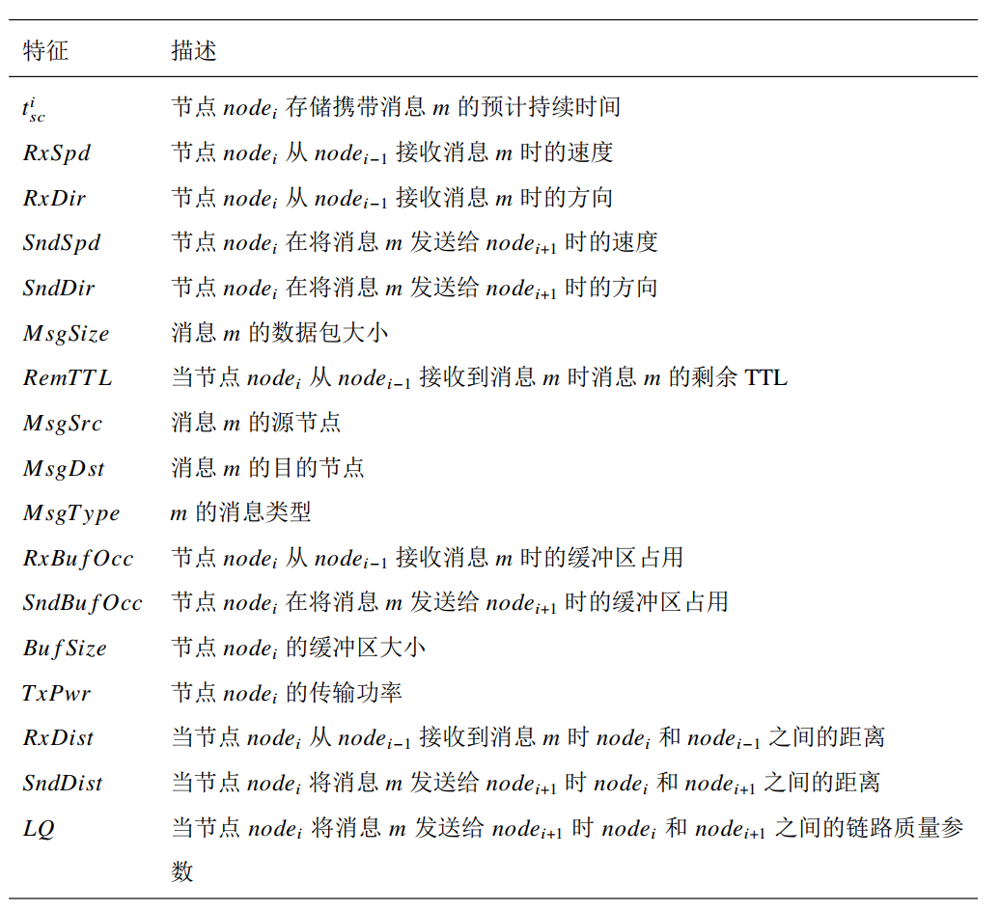 特征 描述
t^i_sc 节点 node_i 存储携带消息 m 的预计持续时间
RxSpd 节点 node_i 从 node_{i−1} 接收消息 m 时的速度
RxDir 节点 node_i 从 node_{i−1} 接收消息 m 时的方向
SndSpd 节点 node_i 在将消息 m 发送给 node_{i+1} 时的速度
SndDir 节点 node_i 在将消息 m 发送给 node_{i+1} 时的方向
MsgSize 消息 m 的数据包大小
RemTTL 当节点 node_i 从 node_{i−1} 接收到消息 m 时消息 m 的剩余 TTL
MsgSrc 消息 m 的源节点
MsgDst 消息 m 的目的节点
MsgType m 的消息类型
RxBufOcc 节点 node_i 从 node_{i−1} 接收消息 m 时的缓冲区占用
SndBufOcc 节点 node_i 在将消息 m 发送给 node_{i+1} 时的缓冲区占用
BufSize 节点 node_i 的缓冲区大小
TxPwr 节点 node_i 的传输功率
RxDist 当节点 node_i 从 node_{i−1} 接收到消息 m 时 node_i 和 node_{i−1} 之间的距离
SndDist 当节点 node_i 将消息 m 发送给 node_{i+1} 时 node_i 和 node_{i+1} 之间的距离
LQ 当节点 node_i 将消息 m 发送给 node_{i+1} 时 node_i 和 node_{i+1} 之间的链路质量参
数